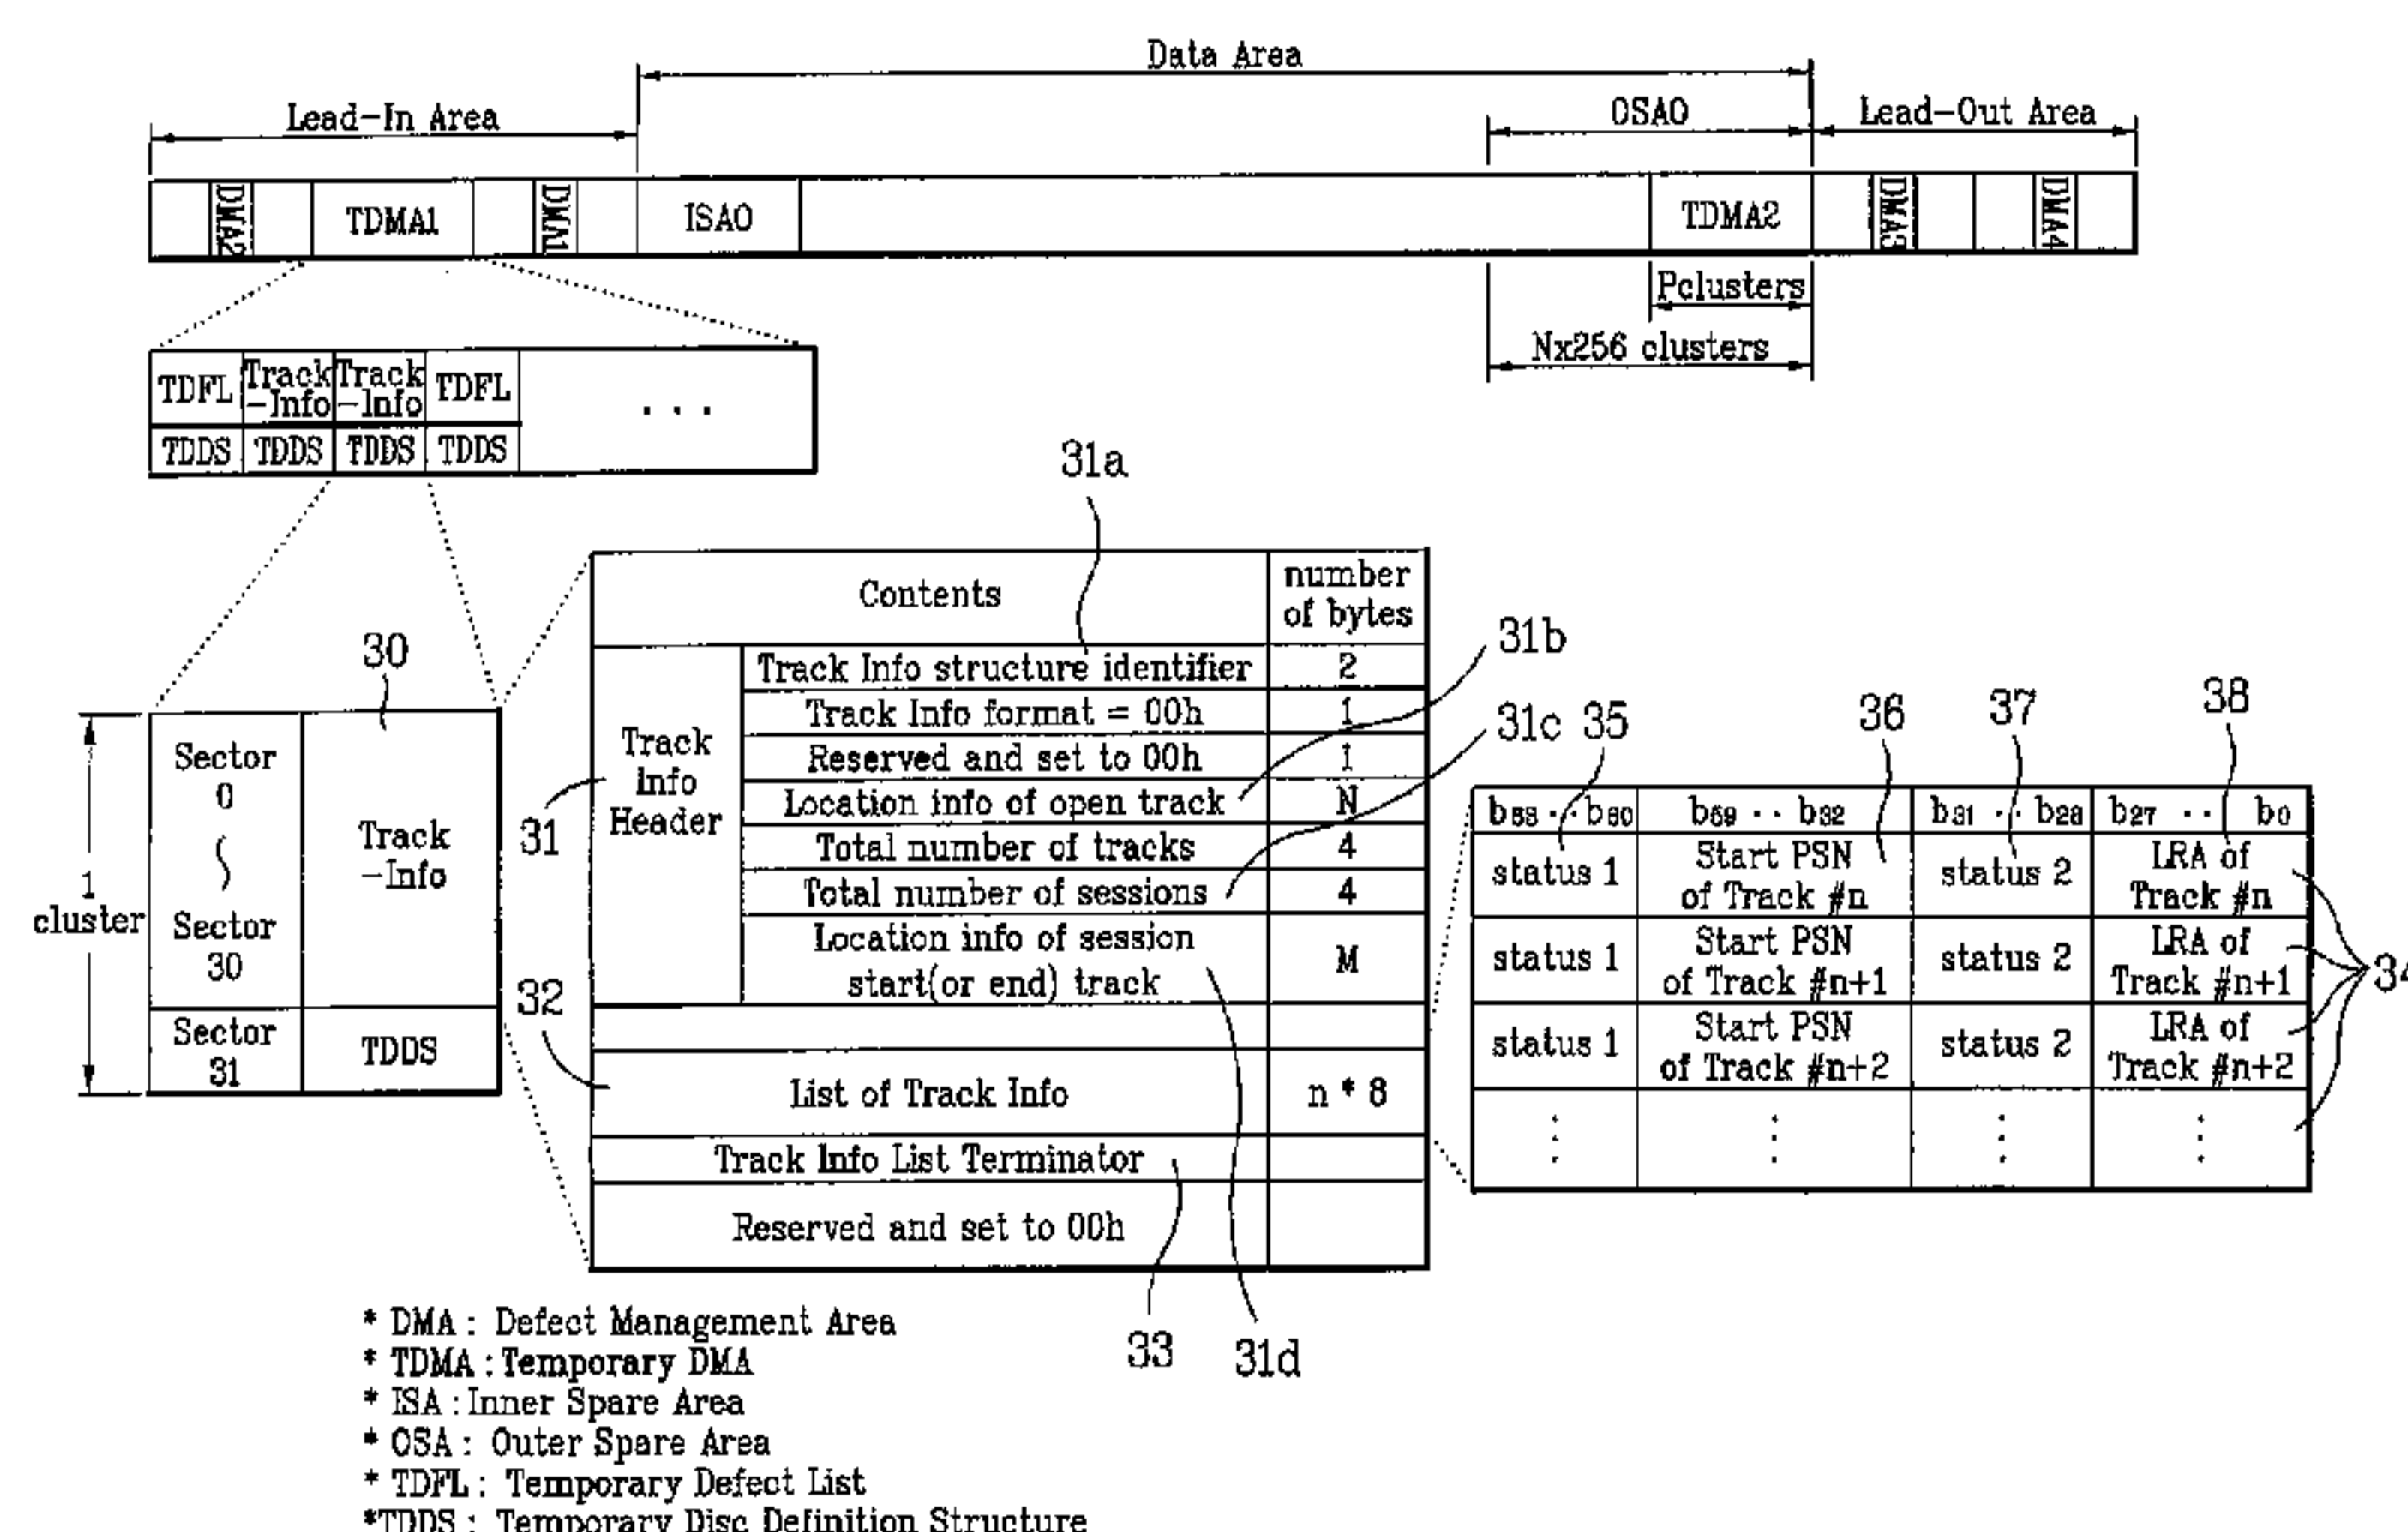 Data Area
Lead-In Area
OSA0
Lead-Out Area
DMA2
TDMA1
DMA1
ISA0
TDMA2
DMA3
DMA4
Pclusters
Nx256 clusters
TDFL
Track
-Info
Track
-Info
TDFL
. . .
TDDS
TDDS
TDDS
TDDS
31a
Contents
number
of bytes
31b
30
Track Info structure identifier
2
Track Info format = 00h
1
31c
35
36
37
38
Sector
0
Track
-Info
Sector
30
1
cluster
Sector
31
TDDS
31
Track
Info
Header
Reserved and set to 00h
1
Location info of open track
N
Total number of tracks
4
Total number of sessions
4
Location info of session
start(or end) track
M
32
List of Track Info
n * 8
Track Info List Terminator
Reserved and set to 00h
b63 ·· b60
b59 ·· b32
b31 ·· b28
b27 ·· b0
status 1
Start PSN
of Track #n
status 2
LRA of
Track #n
status 1
Start PSN
of Track #n+1
status 2
LRA of
Track #n+1
34
status 1
Start PSN
of Track #n+2
status 2
LRA of
Track #n+2
33
31d
* DMA : Defect Management Area
* TDMA : Temporary DMA
* ISA : Inner Spare Area
* OSA : Outer Spare Area
* TDFL : Temporary Defect List
*TDDS : Temporary Disc Definition Structure